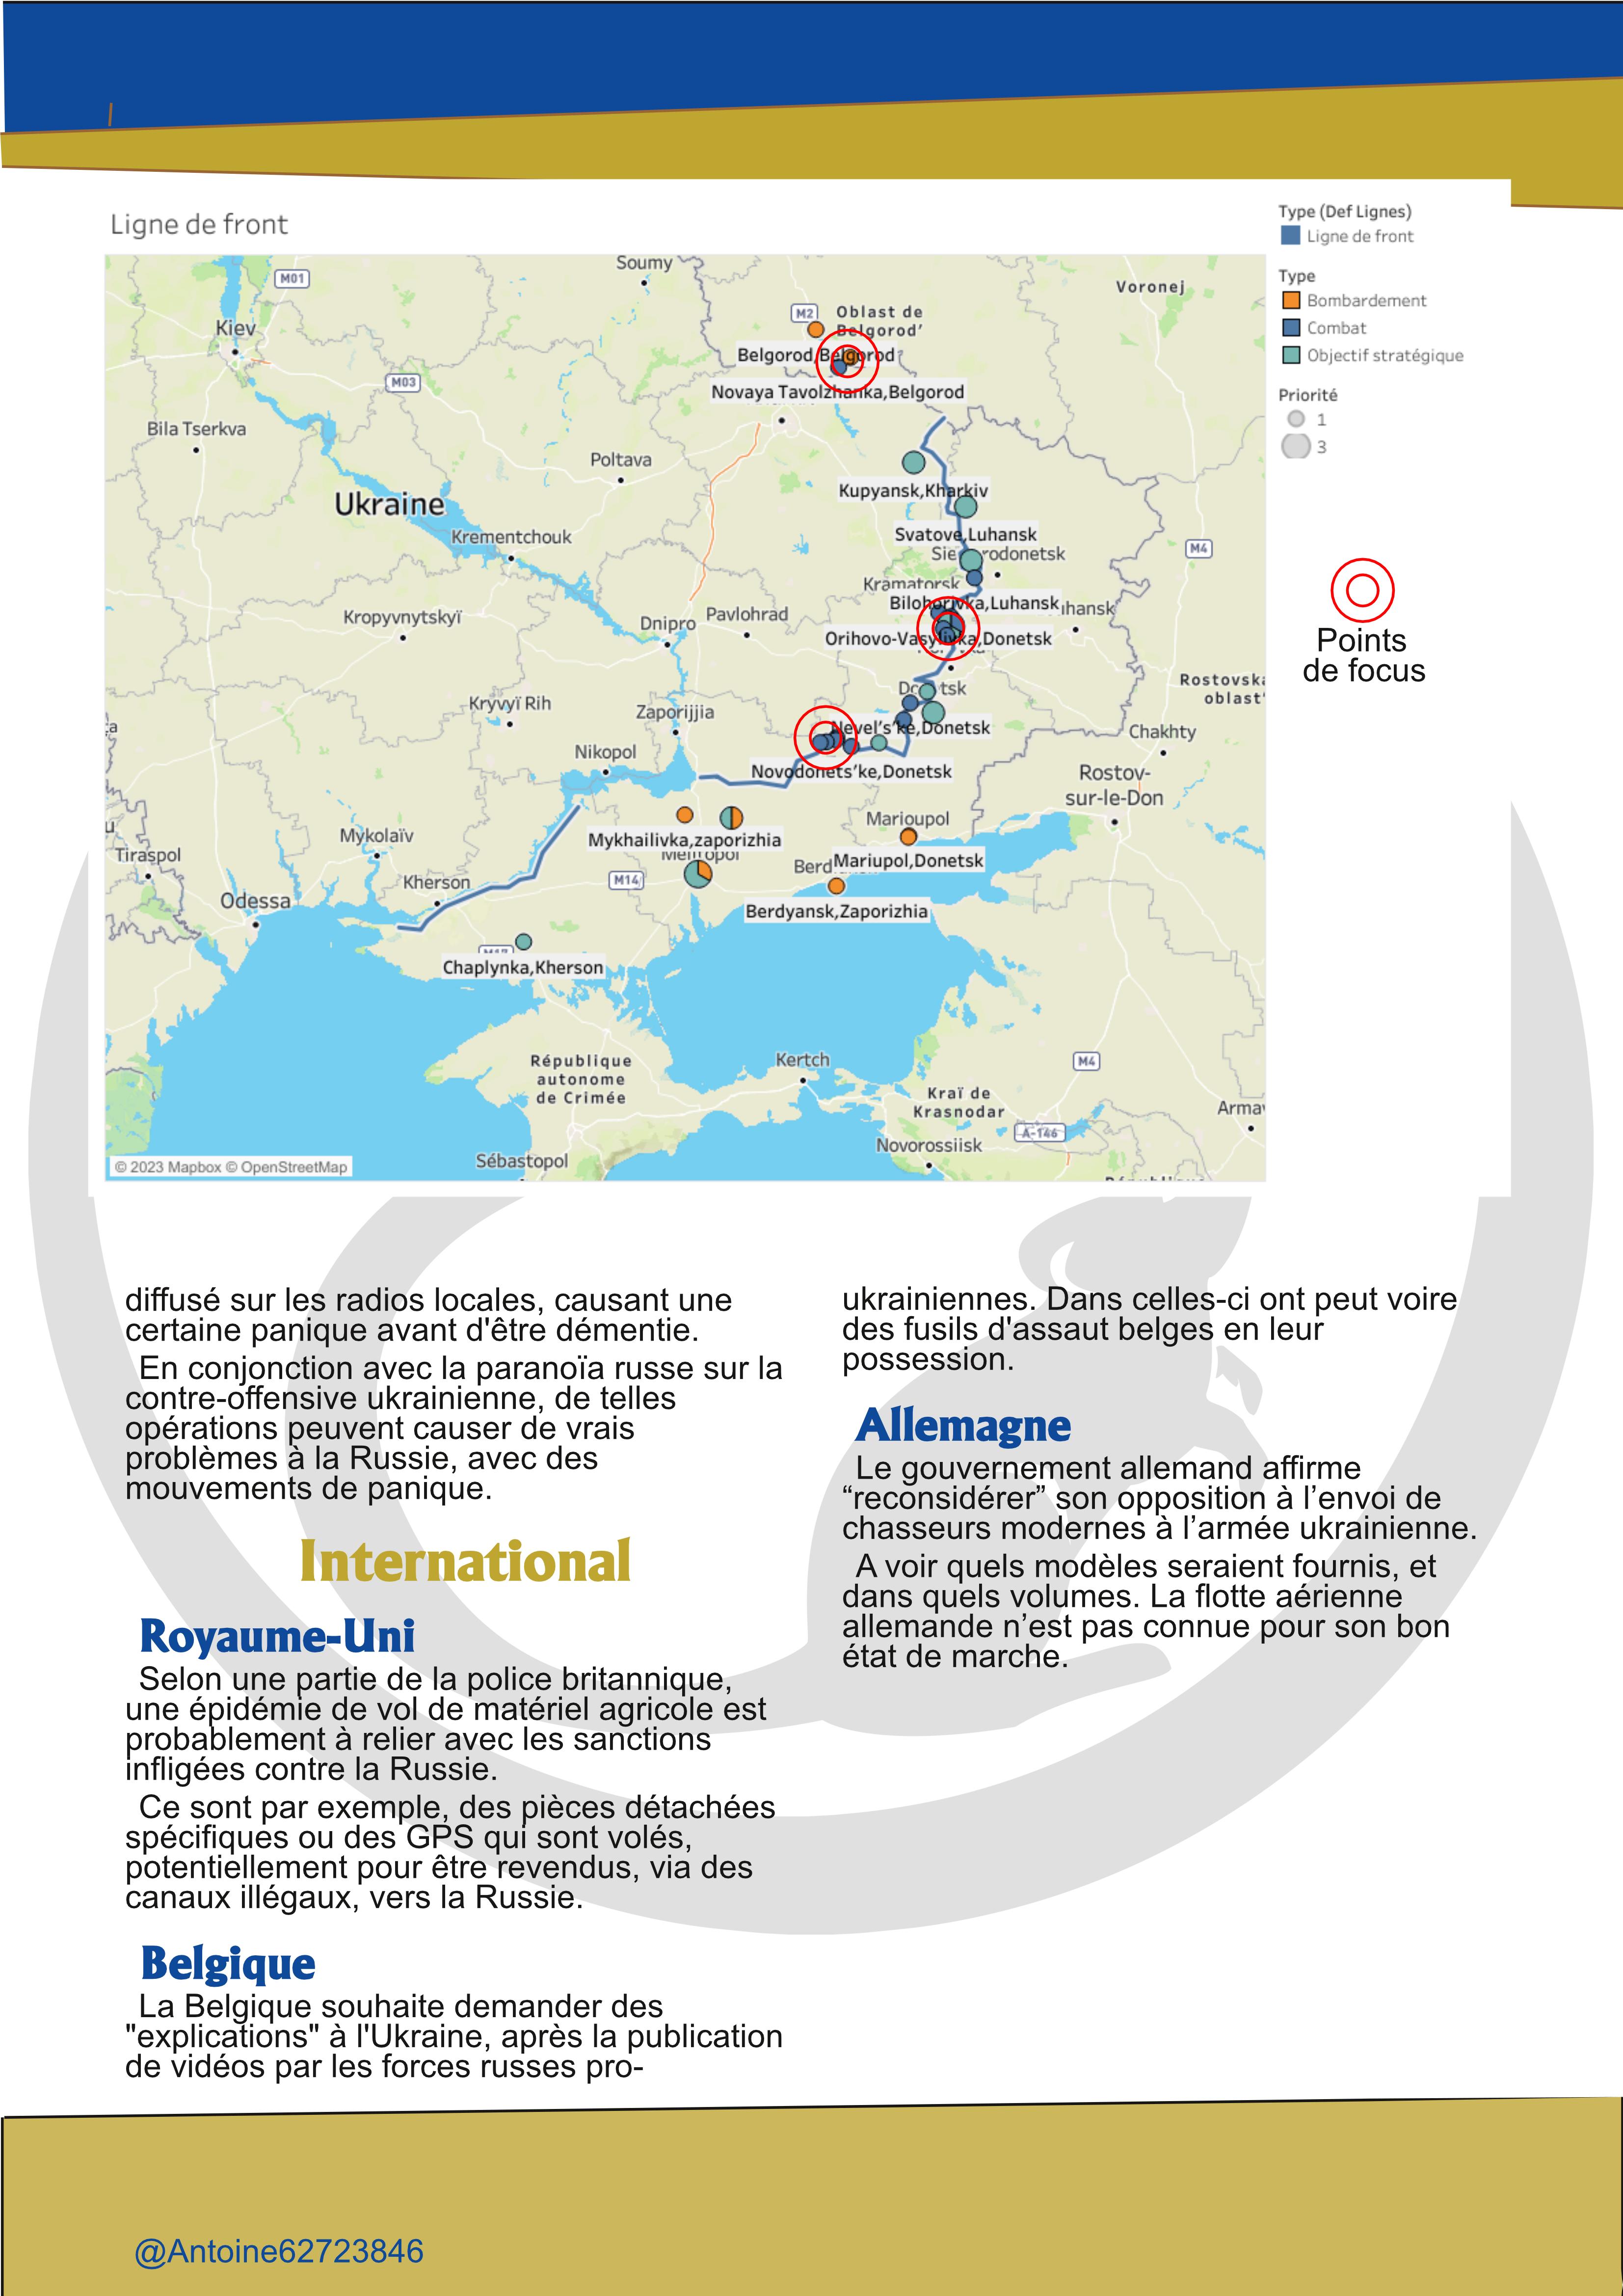 Ligne de front
Type (Def Lignes)
Ligne de front
Type
Bombardement
Combat
Objectif stratégique
Priorité
1
3
Points
de focus
M01
Soumy
Voronej
Kiev
M2
Oblast de
Belgorod'
Belgorod,Belgorod
M03
Novaya Tavolzhanka,Belgorod
Bila Tserkva
Poltava
Kupyansk,Kharkiv
Ukraine
Svatove,Luhansk
Krementchouk
M4
Kramatorsk
Bilohorivka,Luhansk
Kropyvnytskyï
Dnipro
Pavlohrad
Orihovo-Vasylivka,Donetsk
Rostovska
oblast'
Kryvyï Rih
Zaporijjia
Nevel's'ke,Donetsk
Chakhty
Nikopol
Novodonets'ke,Donetsk
Rostov-
sur-le-Don
Marioupol
Mykolaïv
Mykhailivka,zaporizhia
Tiraspol
Melitopol
Mariupol,Donetsk
Kherson
M14
Odessa
Berdyansk,Zaporizhia
Chaplynka,Kherson
République
autonome
de Crimée
Kertch
M4
Kraï de
Krasnodar
A-146
Novorossiisk
Sébastopol
© 2023 Mapbox © OpenStreetMap
diffusé sur les radios locales, causant une
certaine panique avant d'être démentie.
En conjonction avec la paranoïa russe sur la
contre-offensive ukrainienne, de telles
opérations peuvent causer de vrais
problèmes à la Russie, avec des
mouvements de panique.
International
Royaume-Uni
Selon une partie de la police britannique,
une épidémie de vol de matériel agricole est
probablement à relier avec les sanctions
infligées contre la Russie.
Ce sont par exemple, des pièces détachées
spécifiques ou des GPS qui sont volés,
potentiellement pour être revendus, via des
canaux illégaux, vers la Russie.
Belgique
La Belgique souhaite demander des
"explications" à l'Ukraine, après la publication
de vidéos par les forces russes pro-
ukrainiennes. Dans celles-ci ont peut voire
des fusils d'assaut belges en leur
possession.
Allemagne
Le gouvernement allemand affirme
“reconsidérer” son opposition à l’envoi de
chasseurs modernes à l’armée ukrainienne.
A voir quels modèles seraient fournis, et
dans quels volumes. La flotte aérienne
allemande n’est pas connue pour son bon
état de marche.
@Antoine62723846